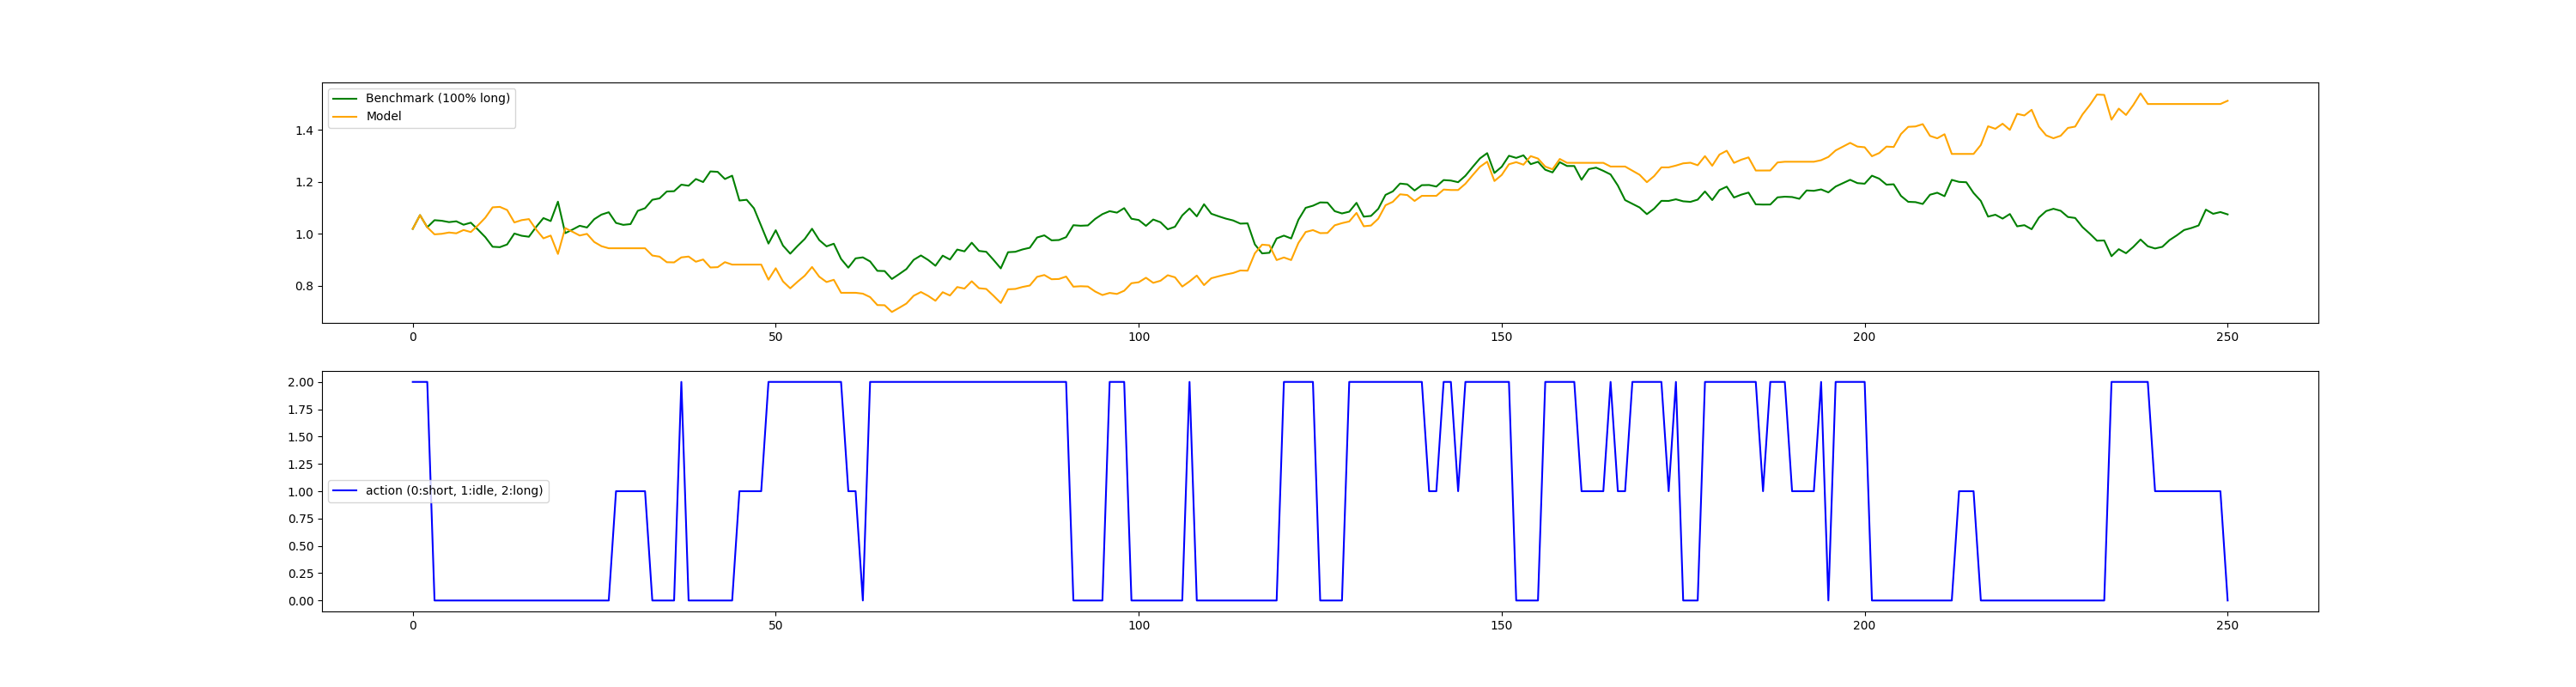 Benchmark (100% long)
Model
1.4
1.2
1.0
0.8
0 50 100 150 200 250
2.00
1.75
1.50
1.25
1.00
0.75
0.50
0.25
0.00
action (0:short, 1:idle, 2:long)
0 50 100 150 200 250